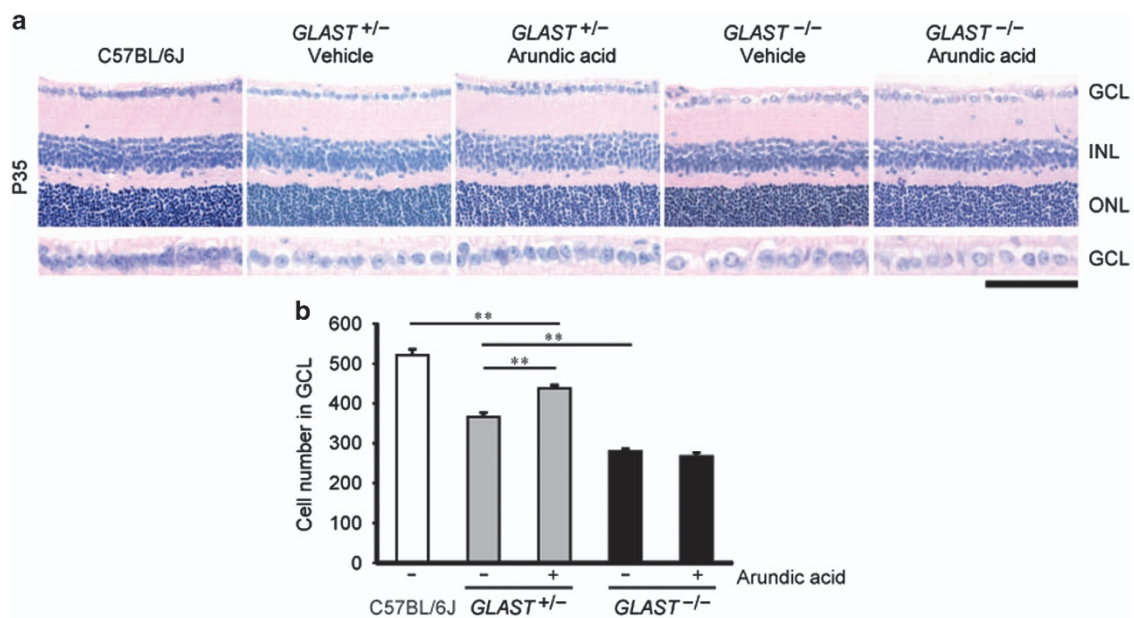 a
C57BL/6J
GLAST +/−
Vehicle
GLAST +/−
Arundic acid
GLAST −/−
Vehicle
GLAST −/−
Arundic acid
P35
GCL
INL
ONL
GCL
b
Cell number in GCL
600
500
400
300
200
100
0
**
**
**
− − + − + Arundic acid
C57BL/6J GLAST +/− GLAST −/−